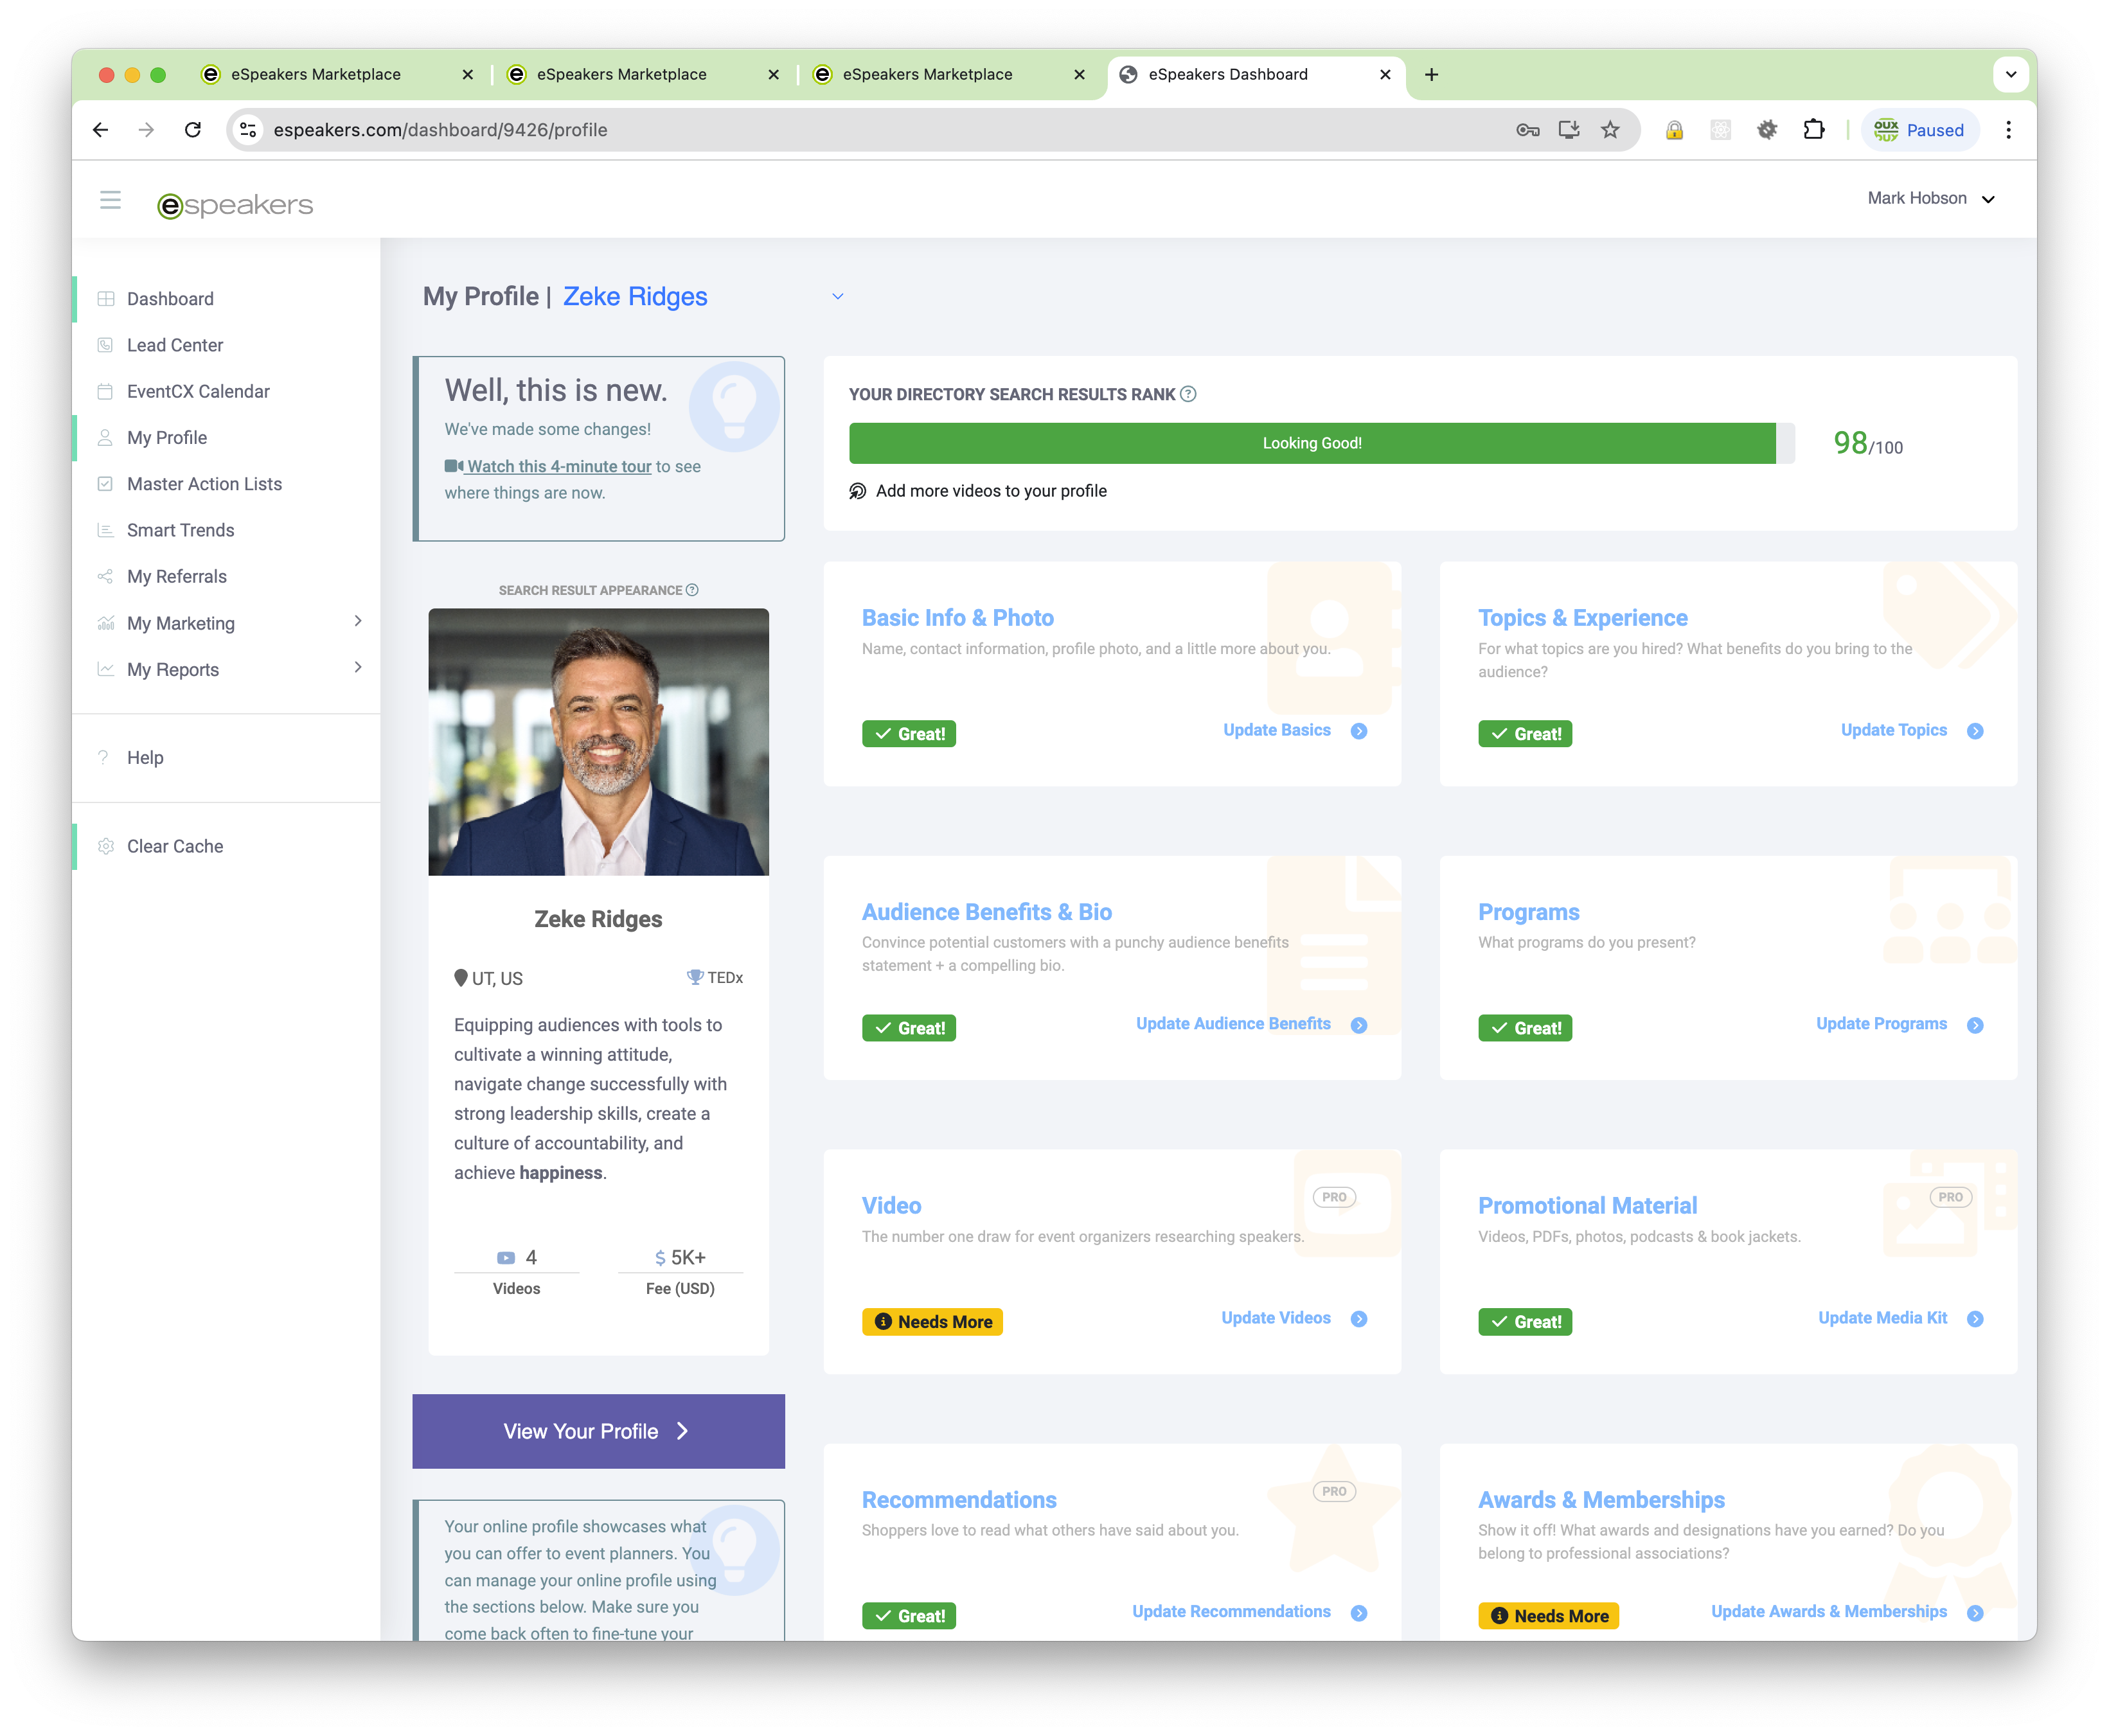 eSpeakers Marketplace
eSpeakers Marketplace
eSpeakers Marketplace
eSpeakers Dashboard
espeakers.com/dashboard/9426/profile
OUX
Paused
espeakers
Mark Hobson
Dashboard
Lead Center
EventCX Calendar
My Profile
Master Action Lists
Smart Trends
My Referrals
My Marketing
My Reports
Help
Clear Cache
My Profile | Zeke Ridges
Well, this is new.
We've made some changes!
Watch this 4-minute tour to see
where things are now.
YOUR DIRECTORY SEARCH RESULTS RANK
Looking Good!
98/100
Add more videos to your profile
SEARCH RESULT APPEARANCE
Zeke Ridges
UT, US
TEDx
Equipping audiences with tools to
cultivate a winning attitude,
navigate change successfully with
strong leadership skills, create a
culture of accountability, and
achieve happiness.
4
Videos
$ 5K+
Fee (USD)
View Your Profile
Your online profile showcases what
you can offer to event planners. You
can manage your online profile using
the sections below. Make sure you
come back often to fine-tune your
Basic Info & Photo
Name, contact information, profile photo, and a little more about you.
Great!
Update Basics
Topics & Experience
For what topics are you hired? What benefits do you bring to the
audience?
Great!
Update Topics
Audience Benefits & Bio
Convince potential customers with a punchy audience benefits
statement + a compelling bio.
Great!
Update Audience Benefits
Programs
What programs do you present?
Great!
Update Programs
Video
PRO
The number one draw for event organizers researching speakers.
Needs More
Update Videos
Promotional Material
PRO
Videos, PDFs, photos, podcasts & book jackets.
Great!
Update Media Kit
Recommendations
PRO
Shoppers love to read what others have said about you.
Great!
Update Recommendations
Awards & Memberships
Show it off! What awards and designations have you earned? Do you
belong to professional associations?
Needs More
Update Awards & Memberships